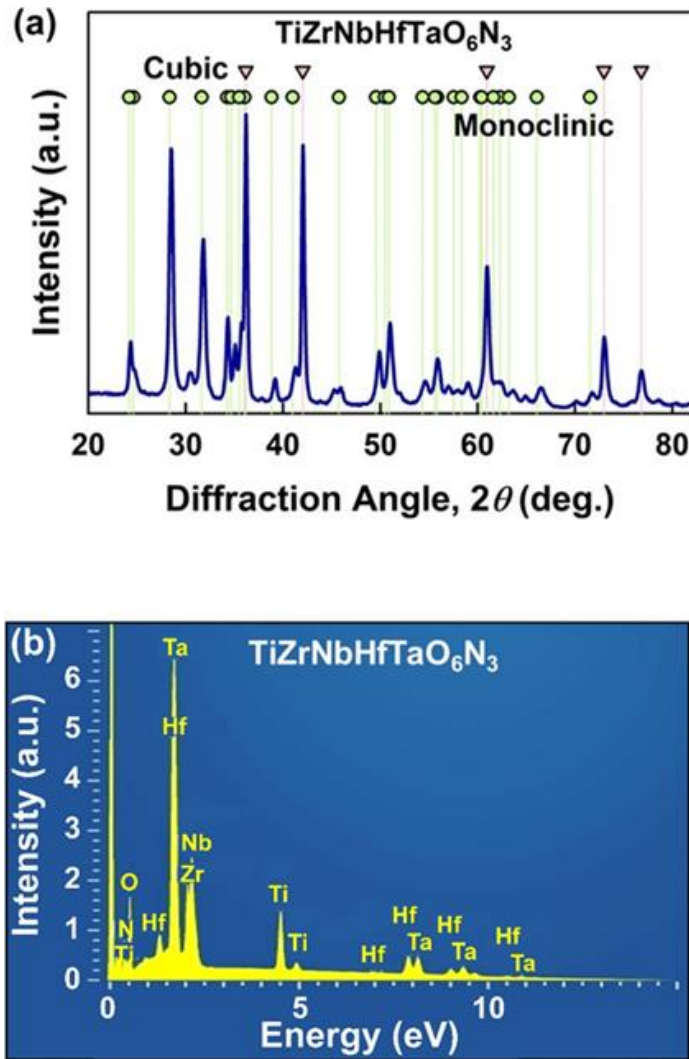 (a)
TiZrNbHfTaO₆N₃
Cubic
Monoclinic
Intensity (a.u.)
20 30 40 50 60 70 80
Diffraction Angle, 2θ (deg.)
(b)
TiZrNbHfTaO₆N₃
Intensity (a.u.)
6
5
4
3
2
1
0
Ta
Hf
Nb
Zr
O
N
Ti
Hf
Ti
Ti
Hf
Hf
Ta
Hf
Ta
Hf
Ta
0 5 10
Energy (eV)